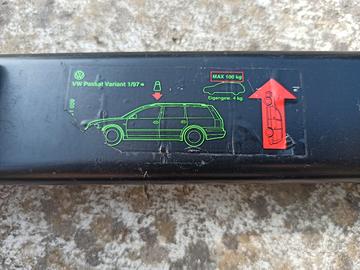 VW Passat Variant 1/97→
MAX 100 kg
Eigengew. 4 kg